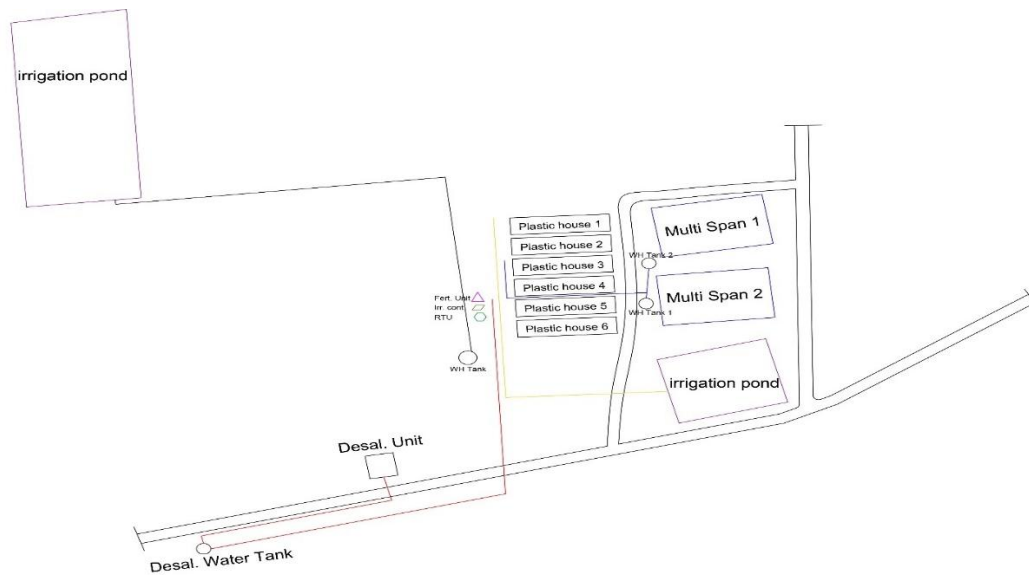 irrigation pond
Plastic house 1
Plastic house 2
Plastic house 3
Plastic house 4
Plastic house 5
Plastic house 6
Multi Span 1
WH Tank 2
Multi Span 2
WH Tank 1
Fert. Unit
Irr. cont.
RTU
WH Tank
irrigation pond
Desal. Unit
Desal. Water Tank